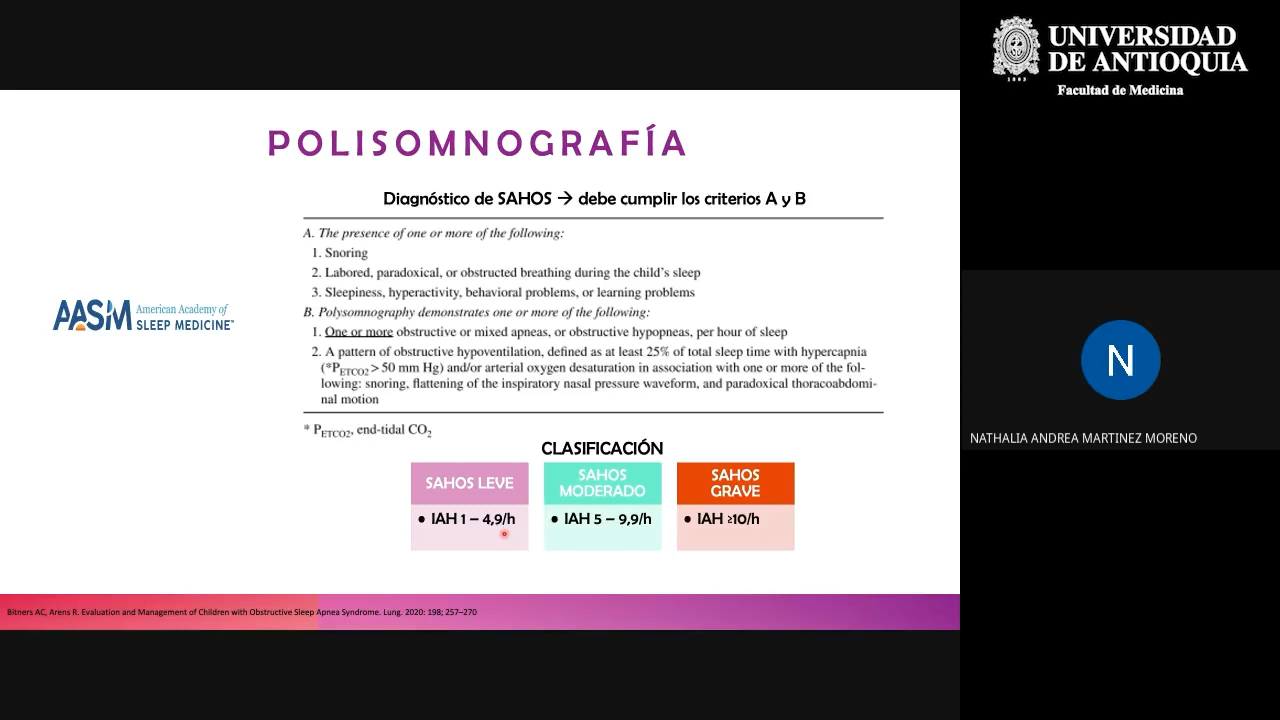 UNIVERSIDAD
DE ANTIOQUIA
1803
Facultad de Medicina
POLISOMNOGRAFÍA
Diagnóstico de SAHOS → debe cumplir los criterios A y B
A. The presence of one or more of the following:
1. Snoring
2. Labored, paradoxical, or obstructed breathing during the child's sleep
3. Sleepiness, hyperactivity, behavioral problems, or learning problems
B. Polysomnography demonstrates one or more of the following:
1. One or more obstructive or mixed apneas, or obstructive hypopneas, per hour of sleep
2. A pattern of obstructive hypoventilation, defined as at least 25% of total sleep time with hypercapnia
(*PETCO2 > 50 mm Hg) and/or arterial oxygen desaturation in association with one or more of the fol-
lowing: snoring, flattening of the inspiratory nasal pressure waveform, and paradoxical thoracoabdomi-
nal motion
* PETCO2, end-tidal CO2
AASM American Academy of
SLEEP MEDICINE™
CLASIFICACIÓN
SAHOS LEVE
• IAH 1 – 4,9/h
SAHOS
MODERADO
• IAH 5 – 9,9/h
SAHOS
GRAVE
• IAH ≥10/h
Bitners AC, Arens R. Evaluation and Management of Children with Obstructive Sleep Apnea Syndrome. Lung. 2020: 198; 257–270
N
NATHALIA ANDREA MARTINEZ MORENO